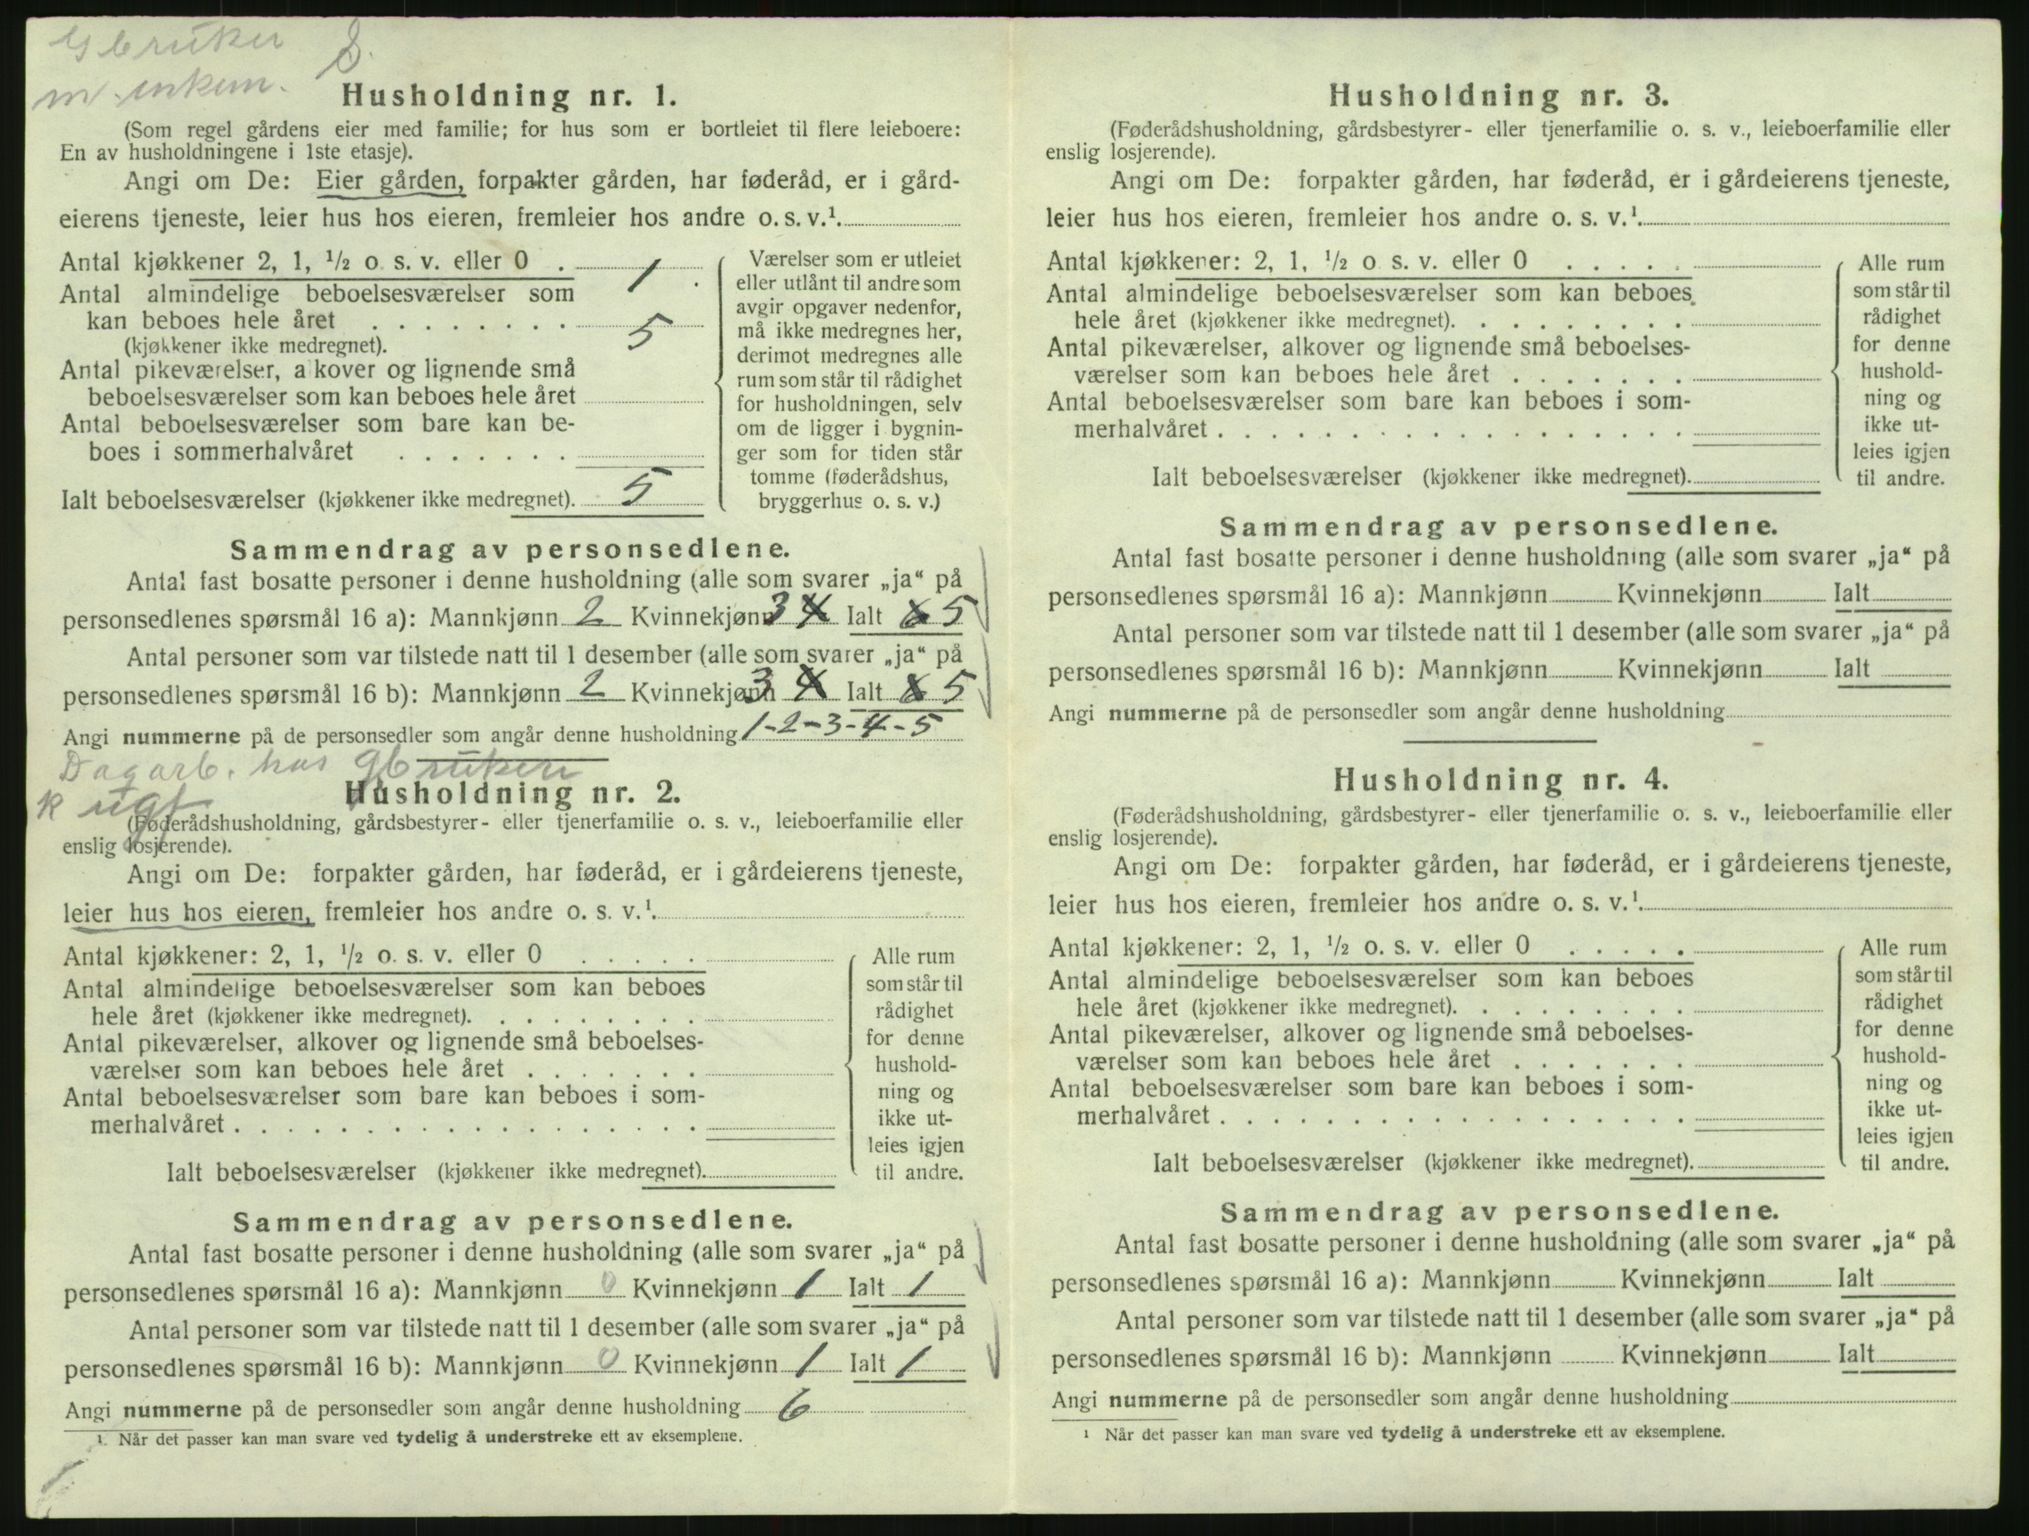 Gbruker
m. inkom.
Husholdning nr. 1.
(Som regel gårdens eier med familie; for hus som er bortleiet til flere leieboere:
En av husholdningene i 1ste etasje).
Angi om De: Eier gården, forpakter gården, har føderåd, er i gård-
eierens tjeneste, leier hus hos eieren, fremleier hos andre o. s. v.¹.
Antal kjøkkener 2, 1, ½ o. s. v. eller 0 . 1
Antal almindelige beboelsesværelser som
kan beboes hele året . . . . . . . . 5
(kjøkkener ikke medregnet).
Antal pikeværelser, alkover og lignende små
beboelsesværelser som kan beboes hele året
Antal beboelsesværelser som bare kan be-
boes i sommerhalvåret . . . . . . .
Ialt beboelsesværelser (kjøkkener ikke medregnet). 5
Værelser som er utleiet
eller utlånt til andre som
avgir opgaver nedenfor,
må ikke medregnes her,
derimot medregnes alle
rum som står til rådighet
for husholdningen, selv
om de ligger i bygnin-
ger som for tiden står
tomme (føderådshus,
bryggerhus o. s. v.)
Sammendrag av personsedlene.
Antal fast bosatte personer i denne husholdning (alle som svarer „ja“ på
personsedlenes spørsmål 16 a): Mannkjønn 2 Kvinnekjønn 3 4 Ialt 6 5
Antal personer som var tilstede natt til 1 desember (alle som svarer „ja“ på
personsedlenes spørsmål 16 b): Mannkjønn 2 Kvinnekjønn 3 4 Ialt 6 5
Angi nummerne på de personsedler som angår denne husholdning 1-2-3-4-5
Dagarb. hos gbruker
R ugt
Husholdning nr. 2.
(Føderådshusholdning, gårdsbestyrer- eller tjenerfamilie o. s. v., leieboerfamilie eller
enslig losjerende).
Angi om De: forpakter gården, har føderåd, er i gårdeierens tjeneste,
leier hus hos eieren, fremleier hos andre o. s. v.¹.
Antal kjøkkener: 2, 1, ½ o. s. v. eller 0 . . . . .
Antal almindelige beboelsesværelser som kan beboes
hele året (kjøkkener ikke medregnet). . . . . . . . .
Antal pikeværelser, alkover og lignende små beboelses-
værelser som kan beboes hele året . . . . . . .
Antal beboelsesværelser som bare kan beboes i som-
merhalvåret . . . . . . . . . . . . . . . . . .
Ialt beboelsesværelser (kjøkkener ikke medregnet).
Alle rum
som står til
rådighet
for denne
hushold-
ning og
ikke ut-
leies igjen
til andre.
Sammendrag av personsedlene.
Antal fast bosatte personer i denne husholdning (alle som svarer „ja“ på
personsedlenes spørsmål 16 a): Mannkjønn 0 Kvinnekjønn 1 Ialt 1
Antal personer som var tilstede natt til 1 desember (alle som svarer „ja“ på
personsedlenes spørsmål 16 b): Mannkjønn 0 Kvinnekjønn 1 Ialt 1
Angi nummerne på de personsedler som angår denne husholdning 6
¹. Når det passer kan man svare ved tydelig å understreke ett av eksemplene.
Husholdning nr. 3.
(Føderådshusholdning, gårdsbestyrer- eller tjenerfamilie o. s. v., leieboerfamilie eller
enslig losjerende).
Angi om De: forpakter gården, har føderåd, er i gårdeierens tjeneste,
leier hus hos eieren, fremleier hos andre o. s. v.¹.
Antal kjøkkener: 2, 1, ½ o. s. v. eller 0 . . . . .
Antal almindelige beboelsesværelser som kan beboes
hele året (kjøkkener ikke medregnet). . . . . . . . .
Antal pikeværelser, alkover og lignende små beboelses-
værelser som kan beboes hele året . . . . . . .
Antal beboelsesværelser som bare kan beboes i som-
merhalvåret . . . . . . . . . . . . . . . . . .
Ialt beboelsesværelser (kjøkkener ikke medregnet).
Alle rum
som står til
rådighet
for denne
hushold-
ning og
ikke ut-
leies igjen
til andre.
Sammendrag av personsedlene.
Antal fast bosatte personer i denne husholdning (alle som svarer „ja“ på
personsedlenes spørsmål 16 a): Mannkjønn Kvinnekjønn Ialt
Antal personer som var tilstede natt til 1 desember (alle som svarer „ja“ på
personsedlenes spørsmål 16 b): Mannkjønn Kvinnekjønn Ialt
Angi nummerne på de personsedler som angår denne husholdning
Husholdning nr. 4.
(Føderådshusholdning, gårdsbestyrer- eller tjenerfamilie o. s. v., leieboerfamilie eller
enslig losjerende).
Angi om De: forpakter gården, har føderåd, er i gårdeierens tjeneste,
leier hus hos eieren, fremleier hos andre o. s. v.¹.
Antal kjøkkener: 2, 1, ½ o. s. v. eller 0 . . . . .
Antal almindelige beboelsesværelser som kan beboes
hele året (kjøkkener ikke medregnet). . . . . . . . .
Antal pikeværelser, alkover og lignende små beboelses-
værelser som kan beboes hele året . . . . . . .
Antal beboelsesværelser som bare kan beboes i som-
merhalvåret . . . . . . . . . . . . . . . . . .
Ialt beboelsesværelser (kjøkkener ikke medregnet).
Alle rum
som står til
rådighet
for denne
hushold-
ning og
ikke ut-
leies igjen
til andre.
Sammendrag av personsedlene.
Antal fast bosatte personer i denne husholdning (alle som svarer „ja“ på
personsedlenes spørsmål 16 a): Mannkjønn Kvinnekjønn Ialt
Antal personer som var tilstede natt til 1 desember (alle som svarer „ja“ på
personsedlenes spørsmål 16 b): Mannkjønn Kvinnekjønn Ialt
Angi nummerne på de personsedler som angår denne husholdning
¹ Når det passer kan man svare ved tydelig å understreke ett av eksemplene.